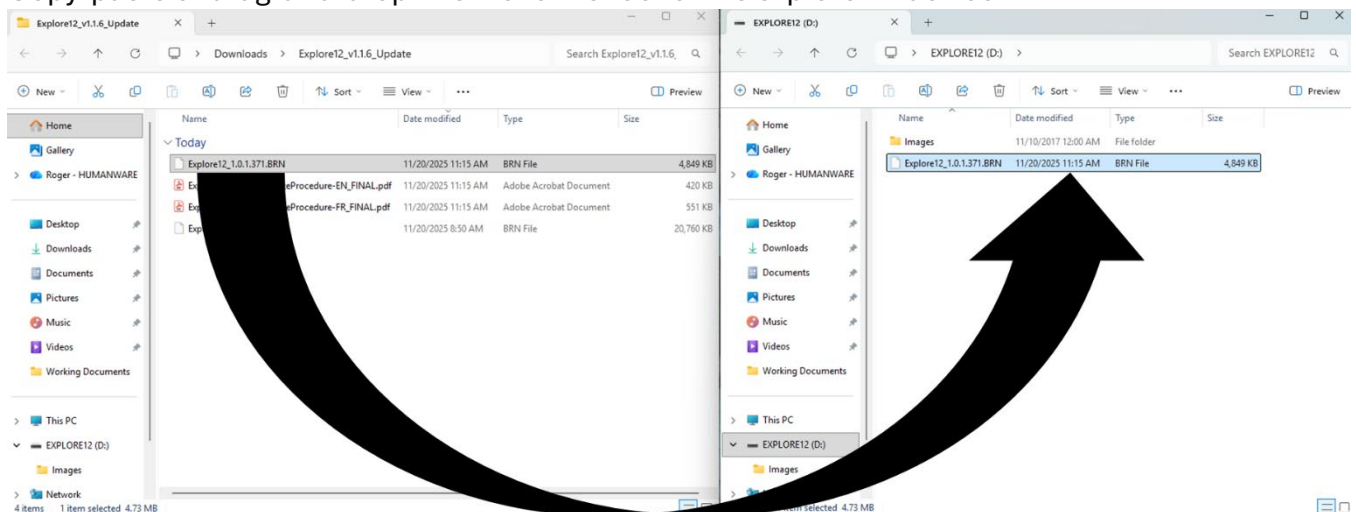 Explore12_v1.1.6_Update
Downloads > Explore12_v1.1.6_Update
Search Explore12_v1.1.6_
New
Sort
View
Preview
Home
Gallery
Roger - HUMANWARE
Desktop
Downloads
Documents
Pictures
Music
Videos
Working Documents
This PC
EXPLORE12 (D:)
Images
Network
Name Date modified Type Size
Today
Explore12_1.0.1.371.BRN 11/20/2025 11:15 AM BRN File 4,849 KB
eProcedure-EN_FINAL.pdf 11/20/2025 11:15 AM Adobe Acrobat Document 420 KB
eProcedure-FR_FINAL.pdf 11/20/2025 11:15 AM Adobe Acrobat Document 551 KB
11/20/2025 8:50 AM BRN File 20,760 KB
4 items 1 item selected 4.73 MB
EXPLORE12 (D:)
EXPLORE12 (D:) >
Search EXPLORE12
New
Sort
View
Preview
Home
Gallery
Roger - HUMANWARE
Desktop
Downloads
Documents
Pictures
Music
Videos
Working Documents
This PC
EXPLORE12 (D:)
Images
Name Date modified Type Size
Images 11/10/2017 12:00 AM File folder
Explore12_1.0.1.371.BRN 11/20/2025 11:15 AM BRN File 4,849 KB
selected 4.73 MB